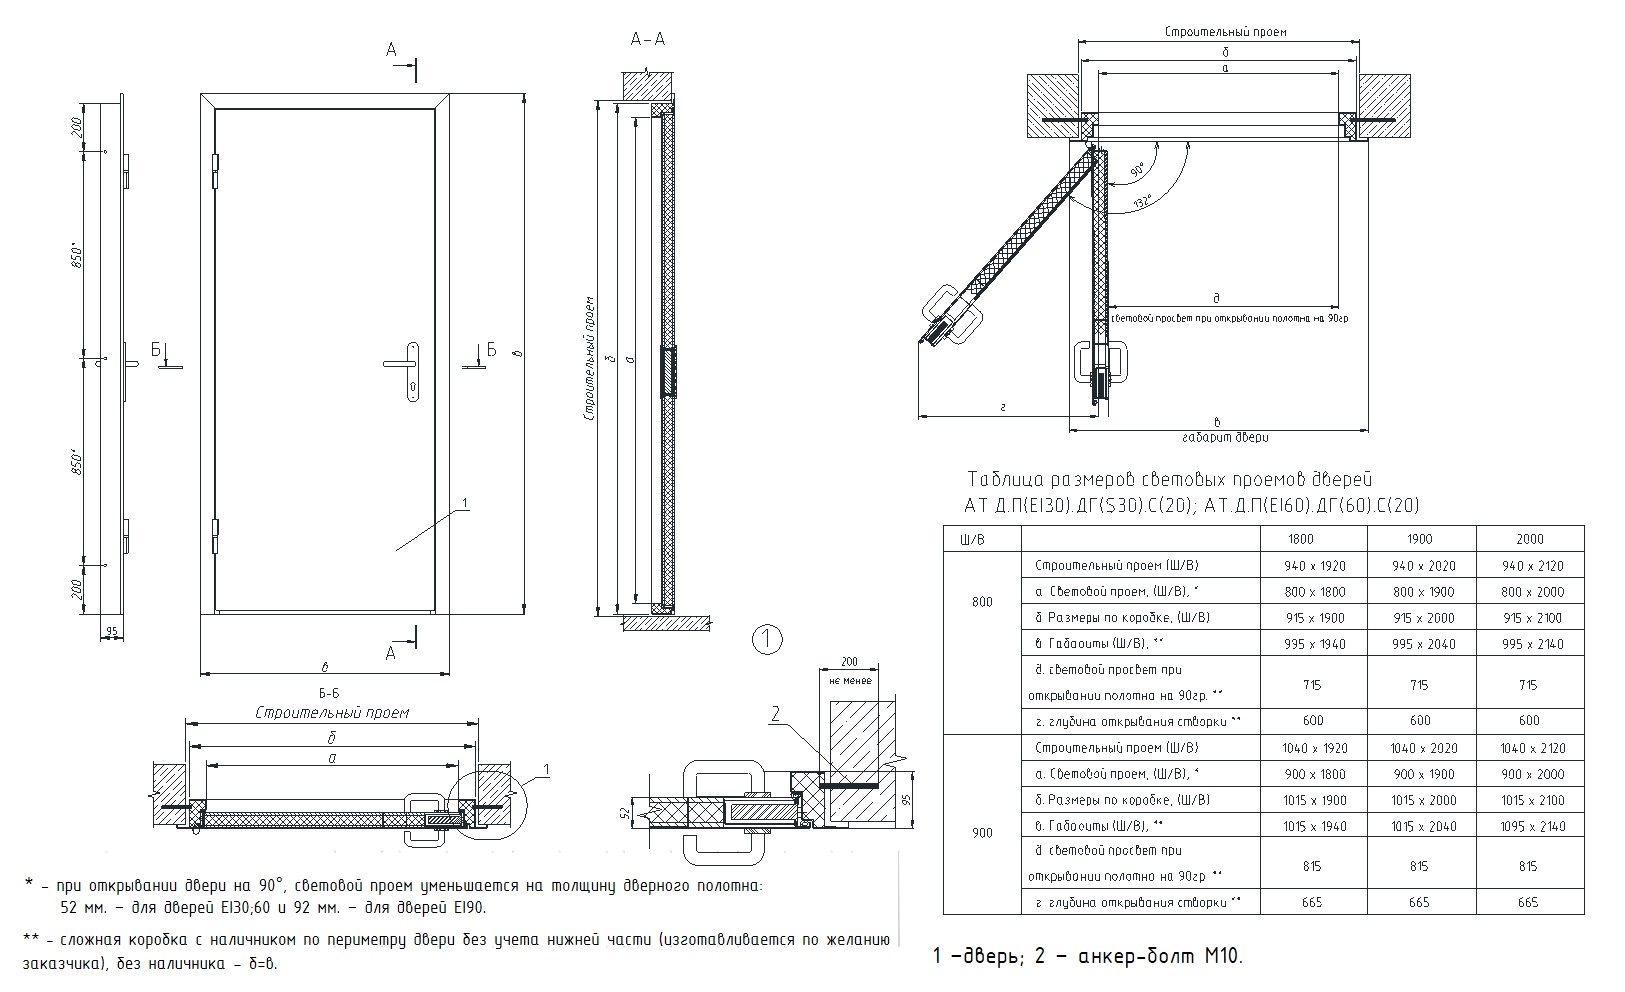 А
А-А
Строительный проем
б
а
200
850*
Б
Б
в
850*
200
95
1
А
в
Строительный проем
б
а
90°
132°
д
световой просвет при открывании полотна на 90гр
г
в
габарит двери
Б-Б
Строительный проем
б
а
1
1
200
не менее
2
52
95
Таблица размеров световых проемов дверей
АТ Д.П(EI30).ДГ(S30).С(20); АТ.Д.П(EI60).ДГ(60).С(20)
Ш/В 1800 1900 2000
800
Строительный проем (Ш/В) 940 x 1920 940 x 2020 940 x 2120
а Световой проем, (Ш/В), * 800 x 1800 800 x 1900 800 x 2000
б Размеры по коробке, (Ш/В) 915 x 1900 915 x 2000 915 x 2100
в Габариты (Ш/В), ** 995 x 1940 995 x 2040 995 x 2140
д. световой просвет при
открывании полотна на 90гр. ** 715 715 715
г. глубина открывания створки ** 600 600 600
900
Строительный проем (Ш/В) 1040 x 1920 1040 x 2020 1040 x 2120
а. Световой проем, (Ш/В), * 900 x 1800 900 x 1900 900 x 2000
б. Размеры по коробке, (Ш/В) 1015 x 1900 1015 x 2000 1015 x 2100
в. Габариты (Ш/В), ** 1015 x 1940 1015 x 2040 1095 x 2140
д световой просвет при
открывании полотна на 90гр ** 815 815 815
г глубина открывания створки ** 665 665 665
* - при открывании двери на 90°, световой проем уменьшается на толщину дверного полотна:
52 мм. – для дверей EI30;60 и 92 мм. – для дверей EI90.
** - сложная коробка с наличником по периметру двери без учета нижней части (изготавливается по желанию
заказчика), без наличника - б=в.
1 –дверь; 2 – анкер-болт М10.